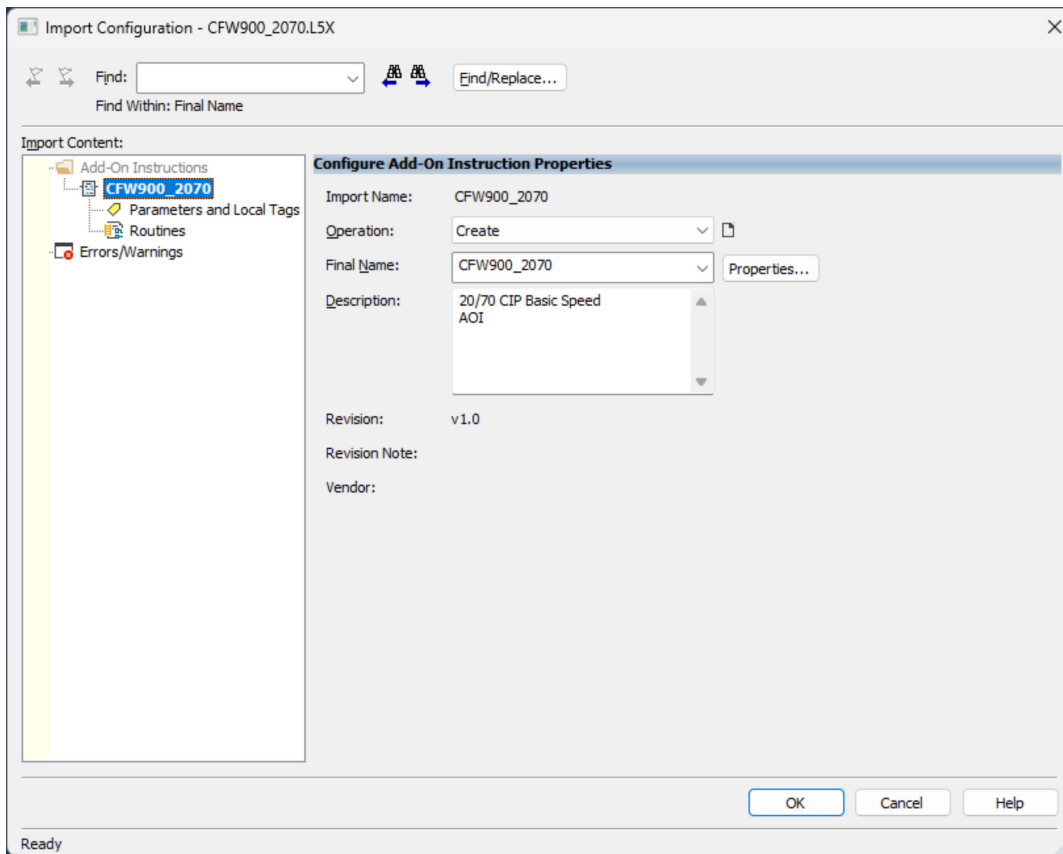 Import Configuration - CFW900_2070.L5X
Find: Find/Replace...
Find Within: Final Name
Import Content:
Add-On Instructions
CFW900_2070
Parameters and Local Tags
Routines
Errors/Warnings
Configure Add-On Instruction Properties
Import Name: CFW900_2070
Operation: Create
Final Name: CFW900_2070 Properties...
Description: 20/70 CIP Basic Speed
AOI
Revision: v1.0
Revision Note:
Vendor:
OK Cancel Help
Ready